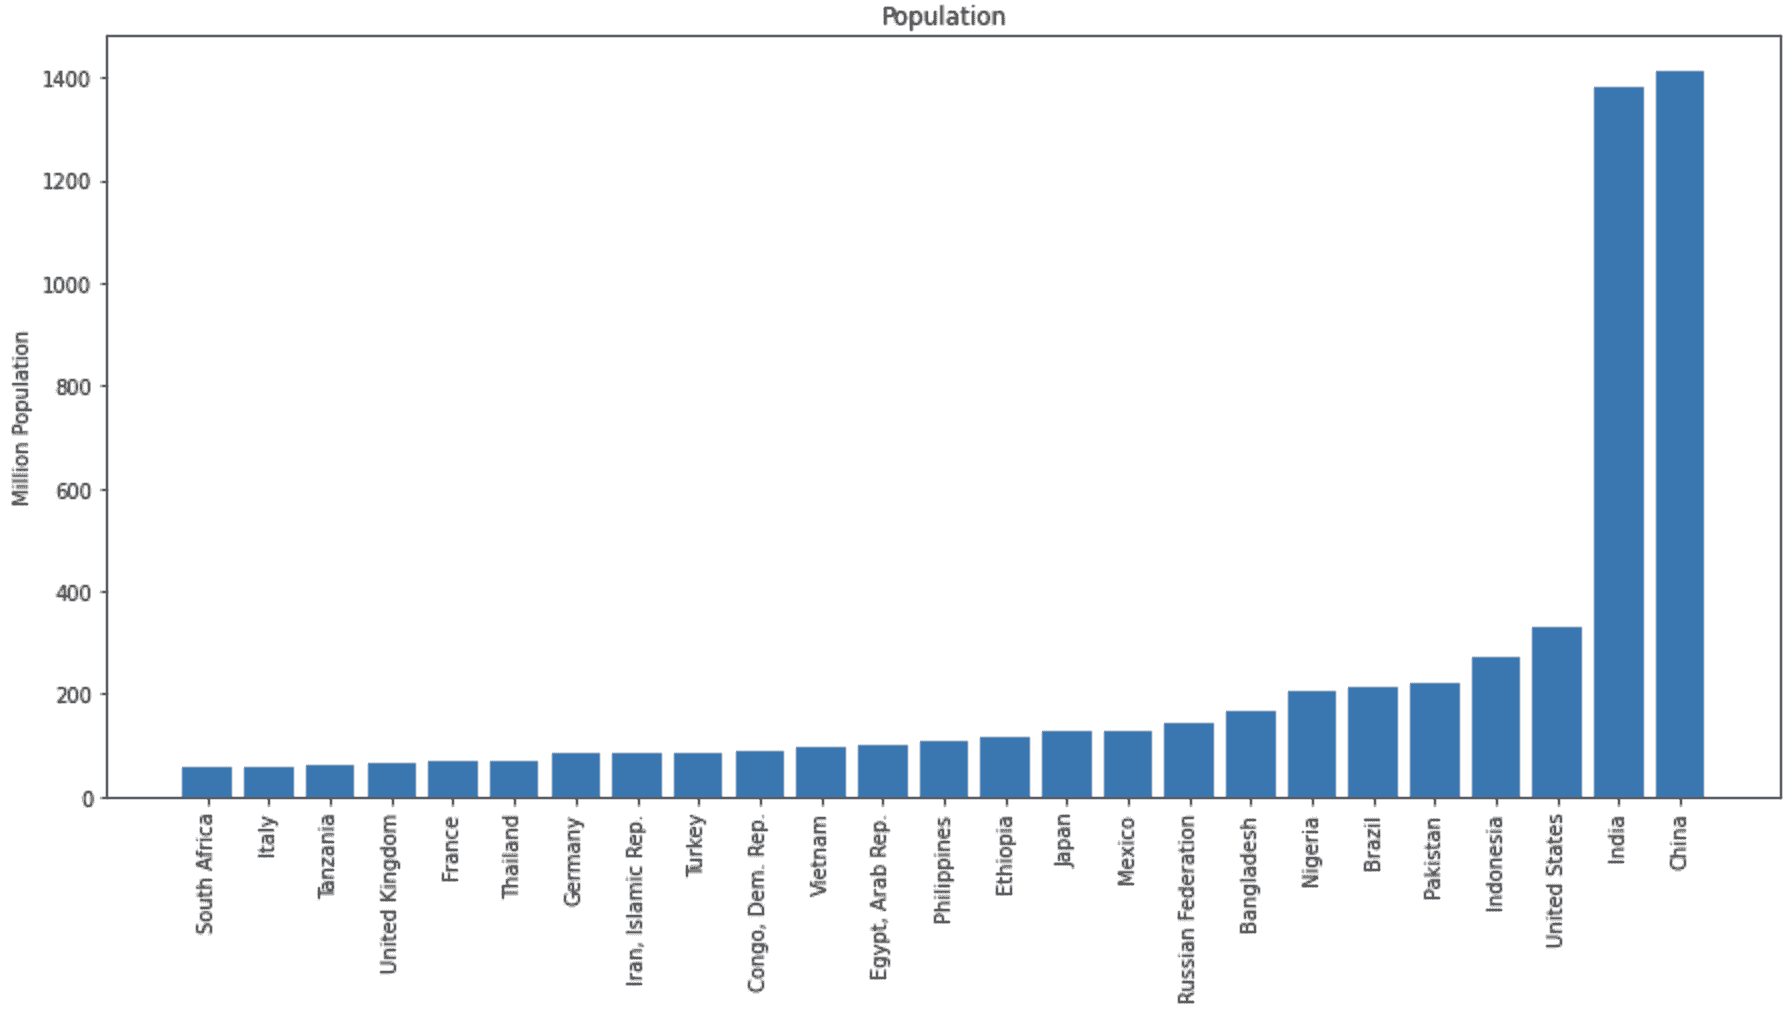 Population
Million Population
1400
1200
1000
800
600
400
200
0
South Africa
Italy
Tanzania
United Kingdom
France
Thailand
Germany
Iran, Islamic Rep.
Turkey
Congo, Dem. Rep.
Vietnam
Egypt, Arab Rep.
Philippines
Ethiopia
Japan
Mexico
Russian Federation
Bangladesh
Nigeria
Brazil
Pakistan
Indonesia
United States
India
China